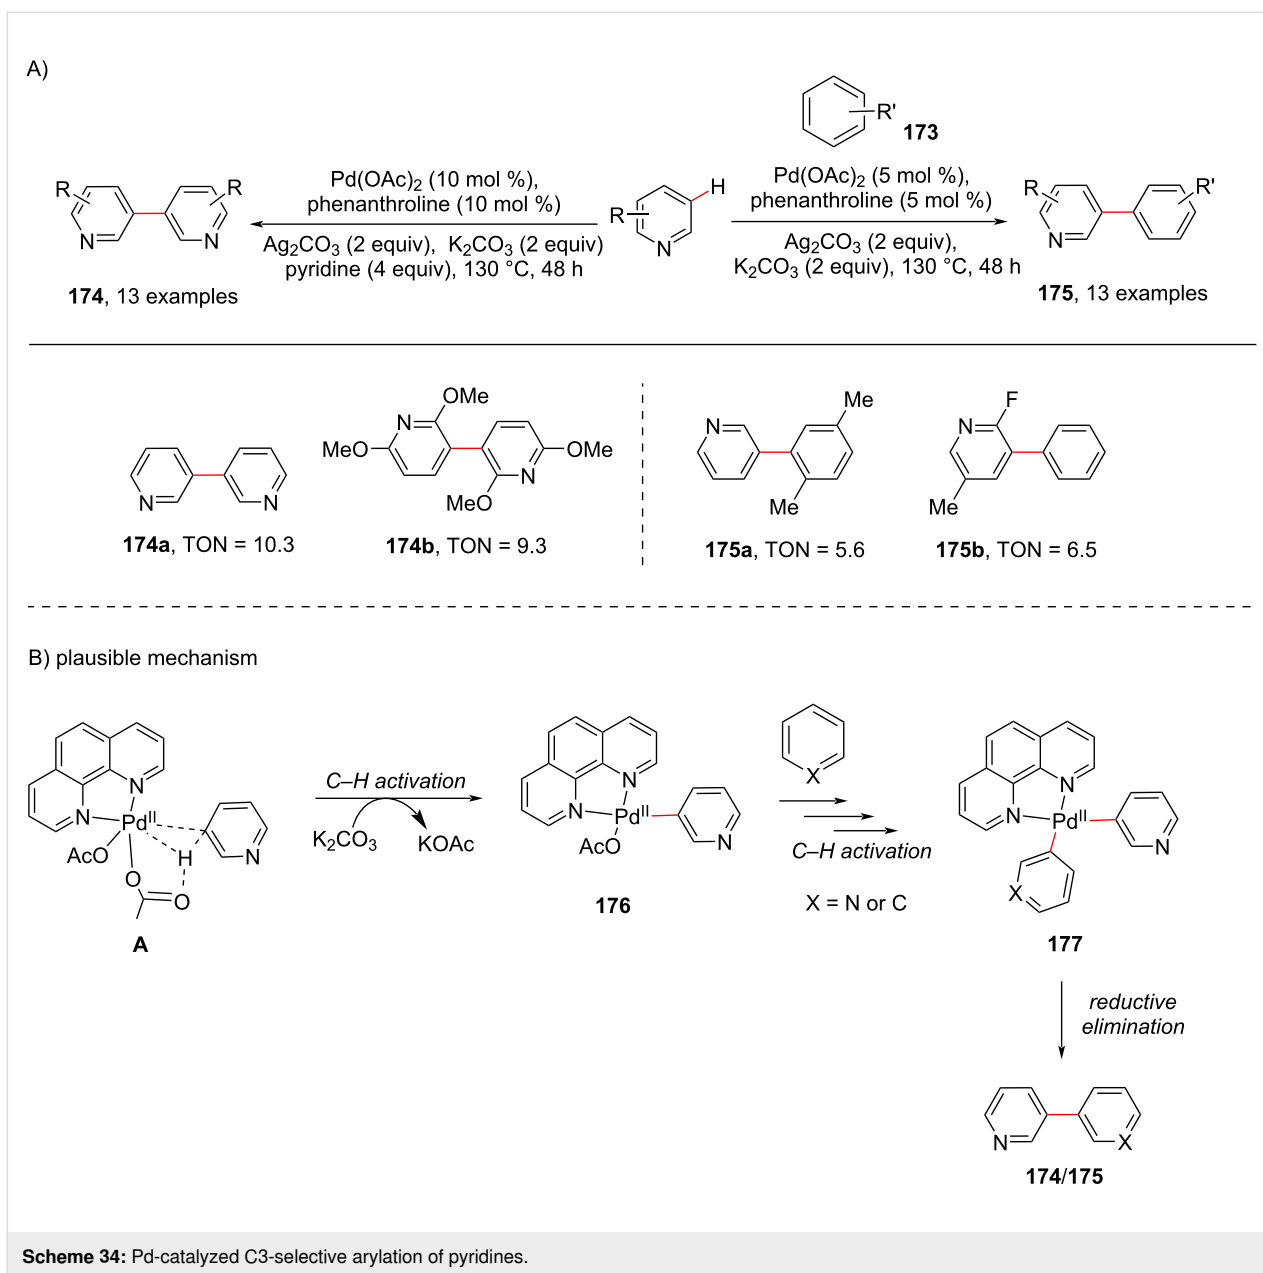 A)
R'
173
Pd(OAc)2 (10 mol %),
phenanthroline (10 mol %)
Ag2CO3 (2 equiv), K2CO3 (2 equiv)
pyridine (4 equiv), 130 °C, 48 h
R
R
N
N
174, 13 examples
R
H
N
Pd(OAc)2 (5 mol %),
phenanthroline (5 mol %)
Ag2CO3 (2 equiv),
K2CO3 (2 equiv), 130 °C, 48 h
R
R'
N
175, 13 examples
N
N
174a, TON = 10.3
OMe
N
MeO
OMe
MeO
N
174b, TON = 9.3
N
Me
Me
175a, TON = 5.6
F
N
Me
175b, TON = 6.5
B) plausible mechanism
N
N
PdII
AcO
H
N
O
O
A
C–H activation
K2CO3
KOAc
N
N
PdII
AcO
N
176
X
C–H activation
X = N or C
N
N
PdII
N
X
177
reductive
elimination
N
X
174/175
Scheme 34: Pd-catalyzed C3-selective arylation of pyridines.